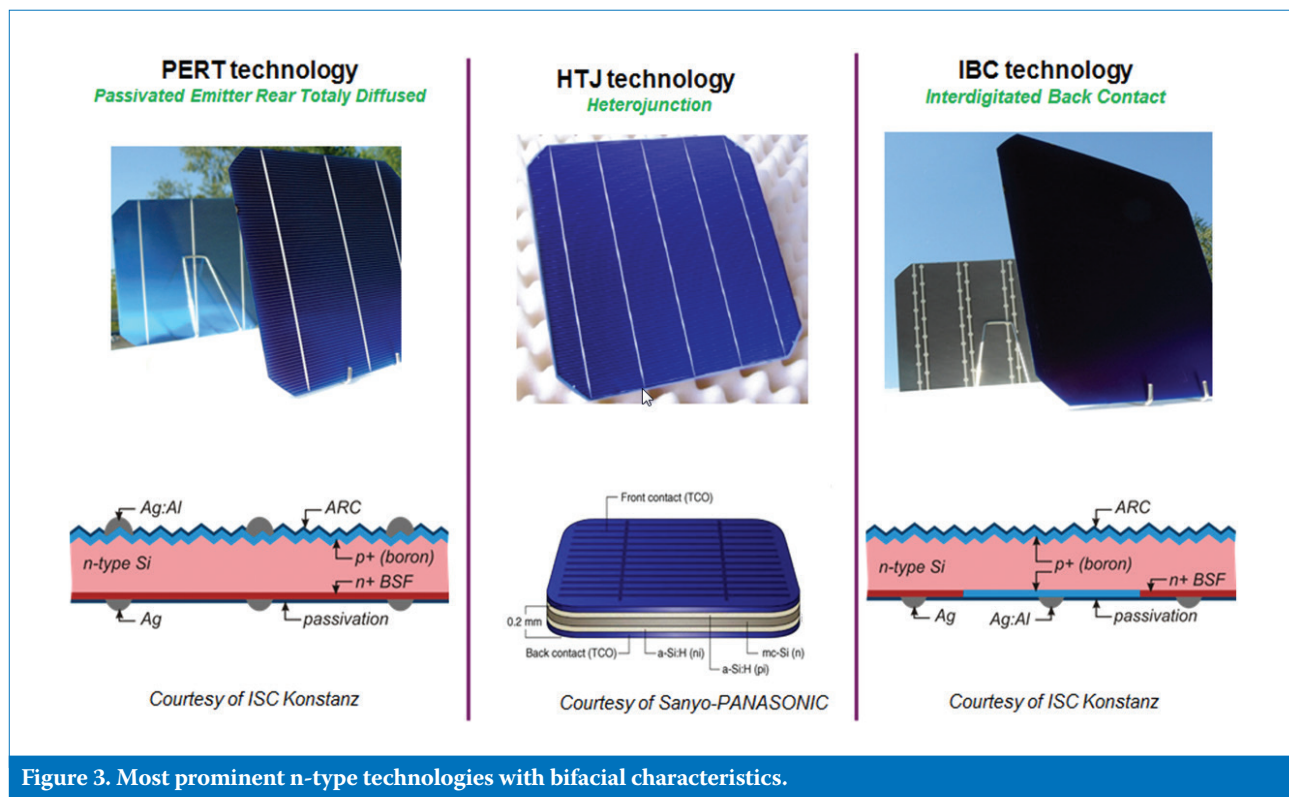 PERT technology
Passivated Emitter Rear Totaly Diffused
Ag:Al
ARC
n-type Si
p+ (boron)
n+ BSF
Ag
passivation
Courtesy of ISC Konstanz
HTJ technology
Heterojunction
Front contact (TCO)
0.2 mm
Back contact (TCO)
a-Si:H (ni)
mc-Si (n)
a-Si:H (pi)
Courtesy of Sanyo-PANASONIC
IBC technology
Interdigitated Back Contact
ARC
n-type Si
p+ (boron)
n+ BSF
Ag
Ag:Al
passivation
Courtesy of ISC Konstanz
Figure 3. Most prominent n-type technologies with bifacial characteristics.